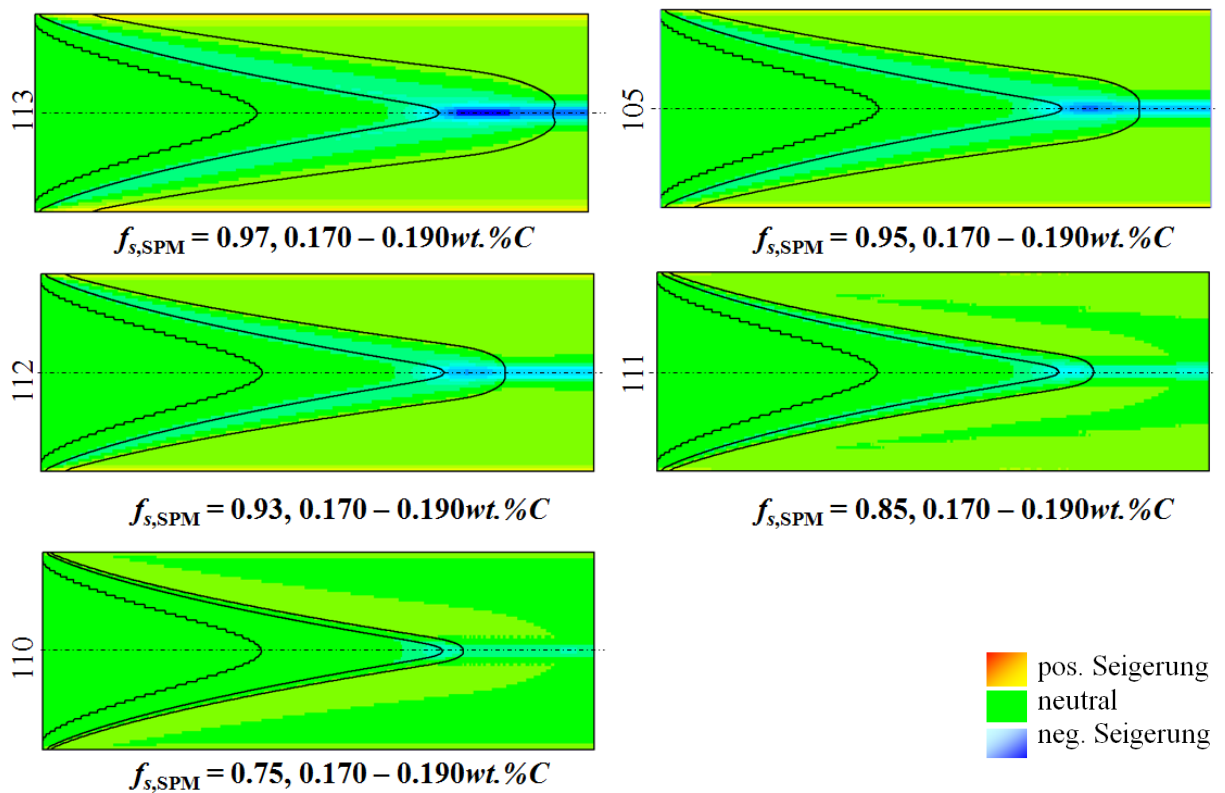 113
105
f_s,SPM = 0.97, 0.170 – 0.190wt.%C
f_s,SPM = 0.95, 0.170 – 0.190wt.%C
112
111
f_s,SPM = 0.93, 0.170 – 0.190wt.%C
f_s,SPM = 0.85, 0.170 – 0.190wt.%C
110
f_s,SPM = 0.75, 0.170 – 0.190wt.%C
pos. Seigerung
neutral
neg. Seigerung